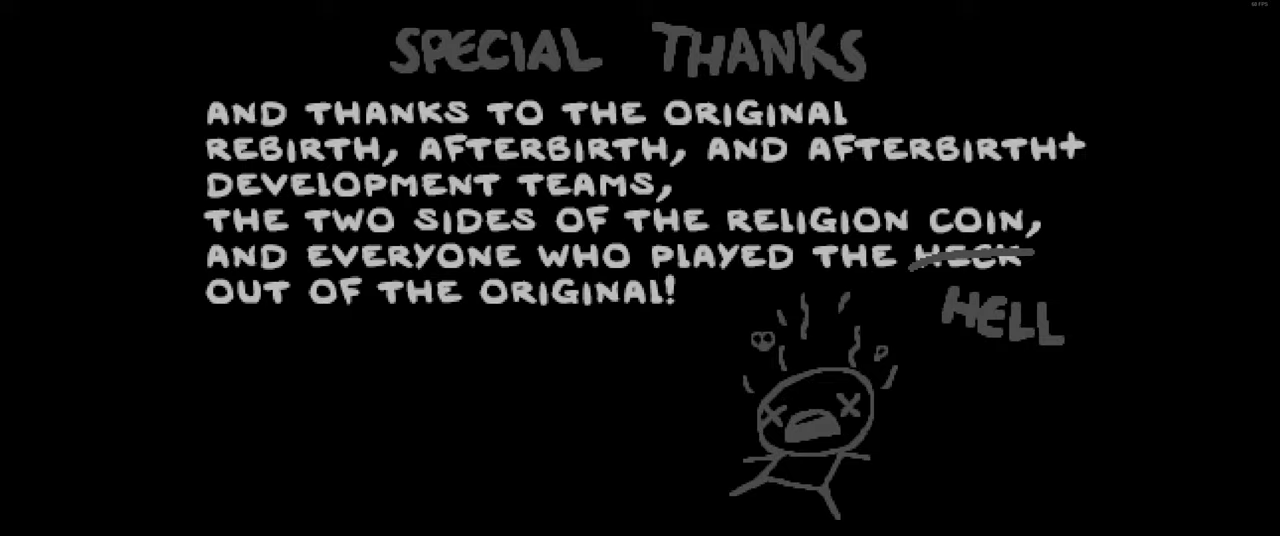 SPECIAL THANKS
AND THANKS TO THE ORIGINAL
REBIRTH, AFTERBIRTH, AND AFTERBIRTH+
DEVELOPMENT TEAMS,
THE TWO SIDES OF THE RELIGION COIN,
AND EVERYONE WHO PLAYED THE HECK
OUT OF THE ORIGINAL!
HELL